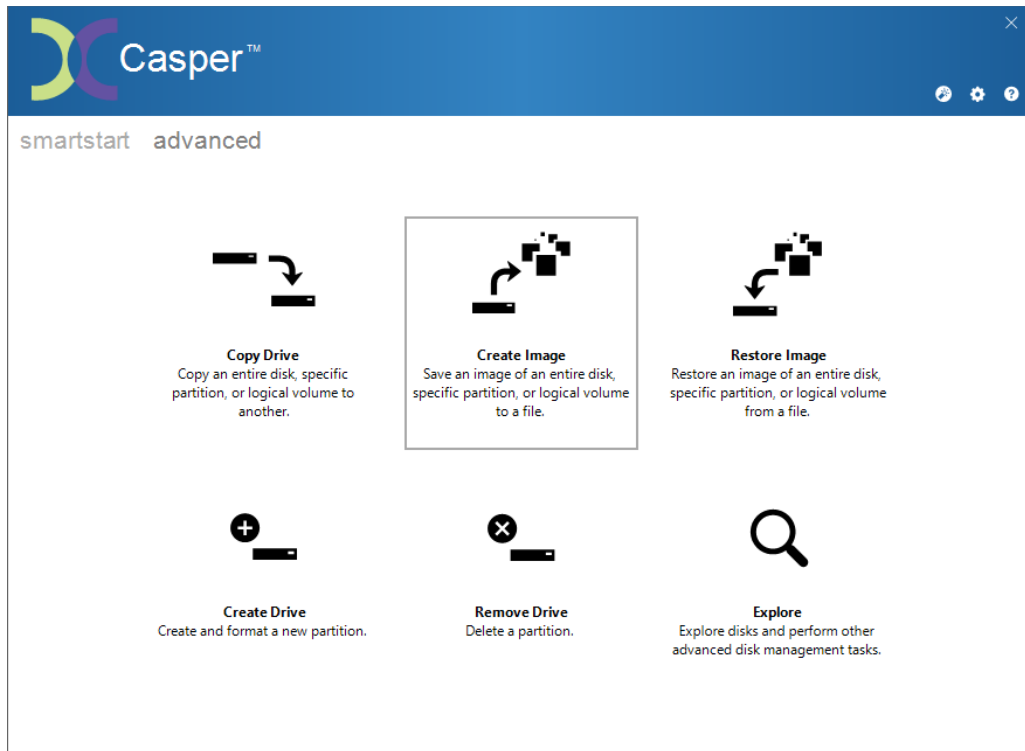 Casper™
smartstart advanced
Copy Drive
Copy an entire disk, specific
partition, or logical volume to
another.
Create Image
Save an image of an entire disk,
specific partition, or logical volume
to a file.
Restore Image
Restore an image of an entire disk,
specific partition, or logical volume
from a file.
Create Drive
Create and format a new partition.
Remove Drive
Delete a partition.
Explore
Explore disks and perform other
advanced disk management tasks.